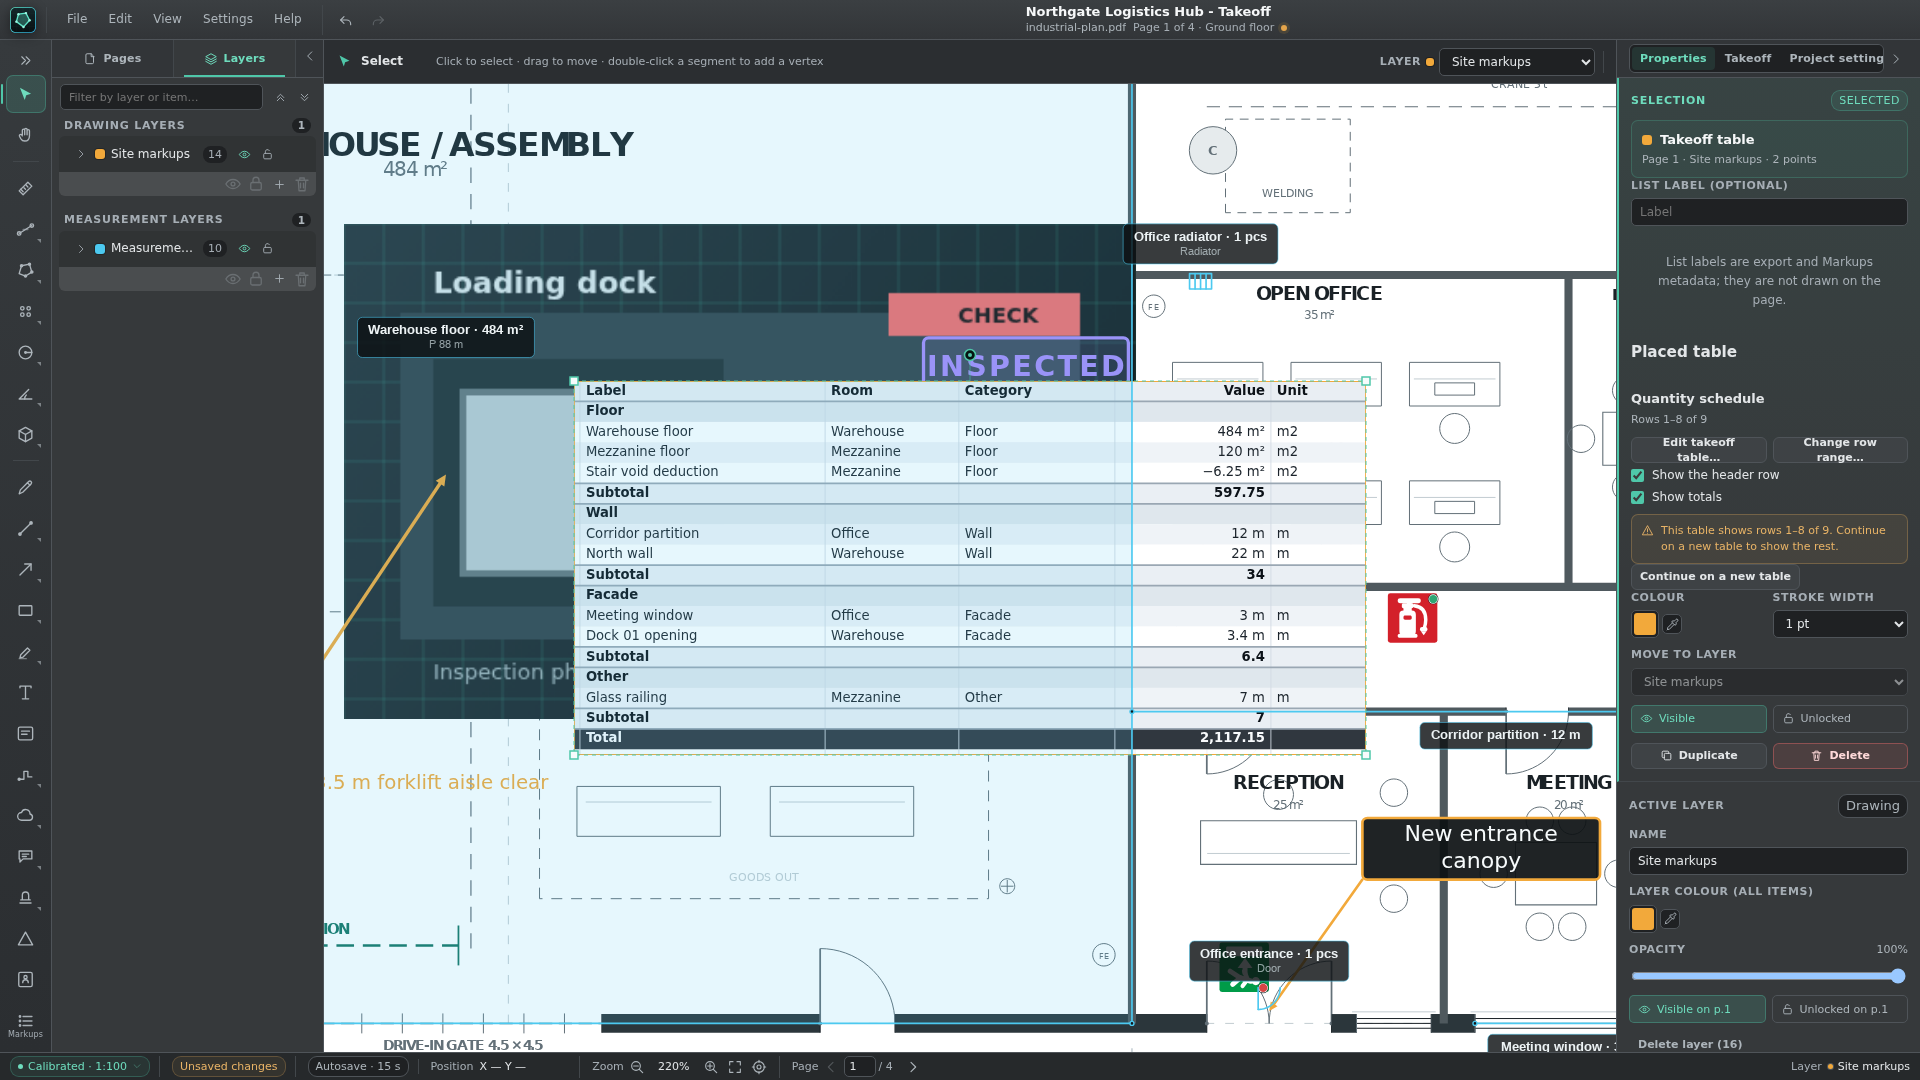 File Edit View Settings Help
Northgate Logistics Hub - Takeoff
industrial-plan.pdf Page 1 of 4 · Ground floor
Pages
Layers
Select
Click to select · drag to move · double-click a segment to add a vertex
LAYER Site markups
Properties Takeoff Project setting
Filter by layer or item…
DRAWING LAYERS 1
Site markups 14
MEASUREMENT LAYERS 1
Measureme… 10
Markups
HOUSE / ASSEMBLY
484 m²
C
WELDING
Office radiator · 1 pcs
Radiator
Loading dock
CHECK
INSPECTED
Warehouse floor · 484 m²
P 88 m
FE
OPEN OFFICE
35 m²
Label Room Category Value Unit
Floor
Warehouse floor Warehouse Floor 484 m² m2
Mezzanine floor Mezzanine Floor 120 m² m2
Stair void deduction Mezzanine Floor −6.25 m² m2
Subtotal 597.75
Wall
Corridor partition Office Wall 12 m m
North wall Warehouse Wall 22 m m
Subtotal 34
Facade
Meeting window Office Facade 3 m m
Dock 01 opening Warehouse Facade 3.4 m m
Subtotal 6.4
Other
Glass railing Mezzanine Other 7 m m
Subtotal 7
Total 2,117.15
Inspection ph
Corridor partition · 12 m
.5 m forklift aisle clear
RECEPTION
25 m²
MEETING
20 m²
New entrance
canopy
GOODS OUT
ION
FE
Office entrance · 1 pcs
Door
DRIVE-IN GATE 4.5 × 4.5
Meeting window ·
SELECTION SELECTED
Takeoff table
Page 1 · Site markups · 2 points
LIST LABEL (OPTIONAL)
Label
List labels are export and Markups
metadata; they are not drawn on the
page.
Placed table
Quantity schedule
Rows 1–8 of 9
Edit takeoff
table…
Change row
range…
Show the header row
Show totals
This table shows rows 1–8 of 9. Continue
on a new table to show the rest.
Continue on a new table
COLOUR STROKE WIDTH
1 pt
MOVE TO LAYER
Site markups
Visible Unlocked
Duplicate Delete
ACTIVE LAYER Drawing
NAME
Site markups
LAYER COLOUR (ALL ITEMS)
OPACITY 100%
Visible on p.1 Unlocked on p.1
Delete layer (16)
Calibrated · 1:100 Unsaved changes Autosave · 15 s Position X — Y — Zoom 220% Page 1 / 4 Layer Site markups